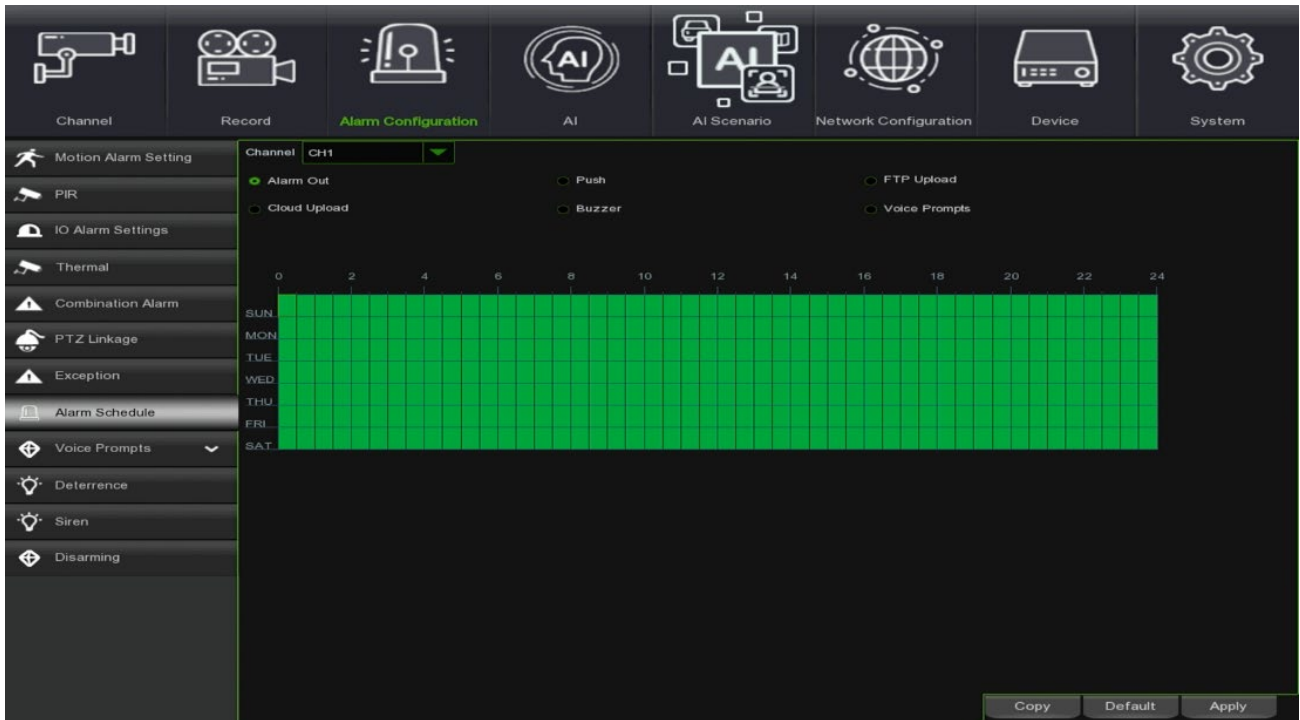 AI
AI
Channel
Record
Alarm Configuration
AI
AI Scenario
Network Configuration
Device
System
Motion Alarm Setting
PIR
IO Alarm Settings
Thermal
Combination Alarm
PTZ Linkage
Exception
Alarm Schedule
Voice Prompts
Deterrence
Siren
Disarming
Channel CH1
Alarm Out Push FTP Upload
Cloud Upload Buzzer Voice Prompts
0 2 4 6 8 10 12 14 16 18 20 22 24
SUN
MON
TUE
WED
THU
FRI
SAT
Copy Default Apply